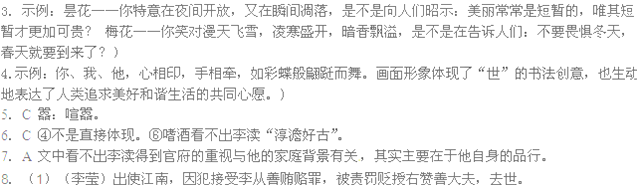 3．示例：昙花一一你特意在夜间开放，又在瞬间凋落，是不是向人们昭示：美丽常常是短暂的，唯其短
暂才更加可贵？ 梅花一一你笑对漫天飞雪，凌寒盛开，暗香飘溢，是不是在告诉人们：不要畏惧冬天，
春天就要到来了？）
4.示例：你、我、他，心相印，手相牵，如彩蝶般翩跹而舞。画面形象体现了“世”的书法创意，也生动
地表达了人类追求美好和谐生活的共同心愿。）
5．C 嚣：喧嚣。
6．C ④不是直接体现。⑥嗜酒看不出李渎“淳澹好古”。
7．A 文中看不出李渎得到官府的重视与他的家庭背景有关，其实主要在于他自身的品行。
8．（1）（李莹）出使江南，因犯接受李从善贿赂罪，被责罚贬授右赞善大夫，去世。